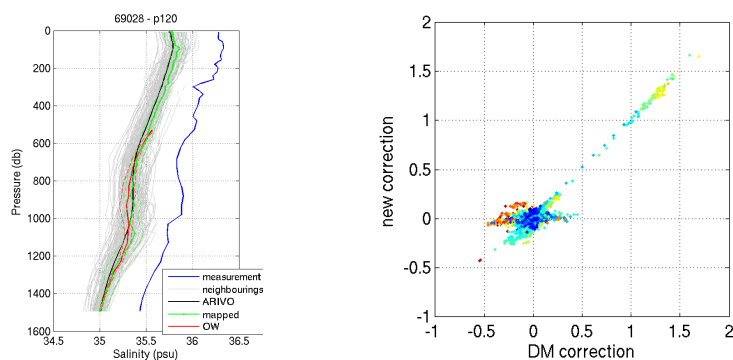 69028 - p120
0
200
400
600
800
1000
1200
1400
1600
Pressure (db)
34.5 35 35.5 36 36.5
Salinity (psu)
measurement
neighbourings
ARIVO
mapped
OW
2
1.5
1
0.5
0
-0.5
-1
new correction
-1 -0.5 0 0.5 1 1.5 2
DM correction